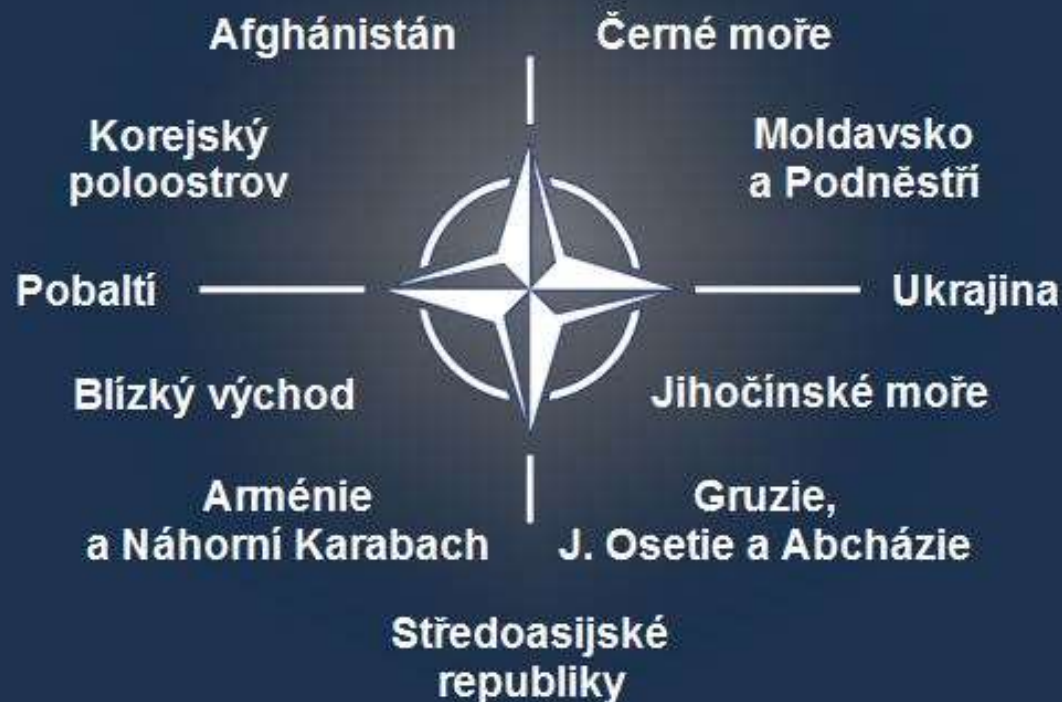 Afghánistán
Černé moře
Korejský
poloostrov
Moldavsko
a Podněstří
Pobaltí
Ukrajina
Blízký východ
Jihočínské moře
Arménie
a Náhorní Karabach
Gruzie,
J. Osetie a Abcházie
Středoasijské
republiky